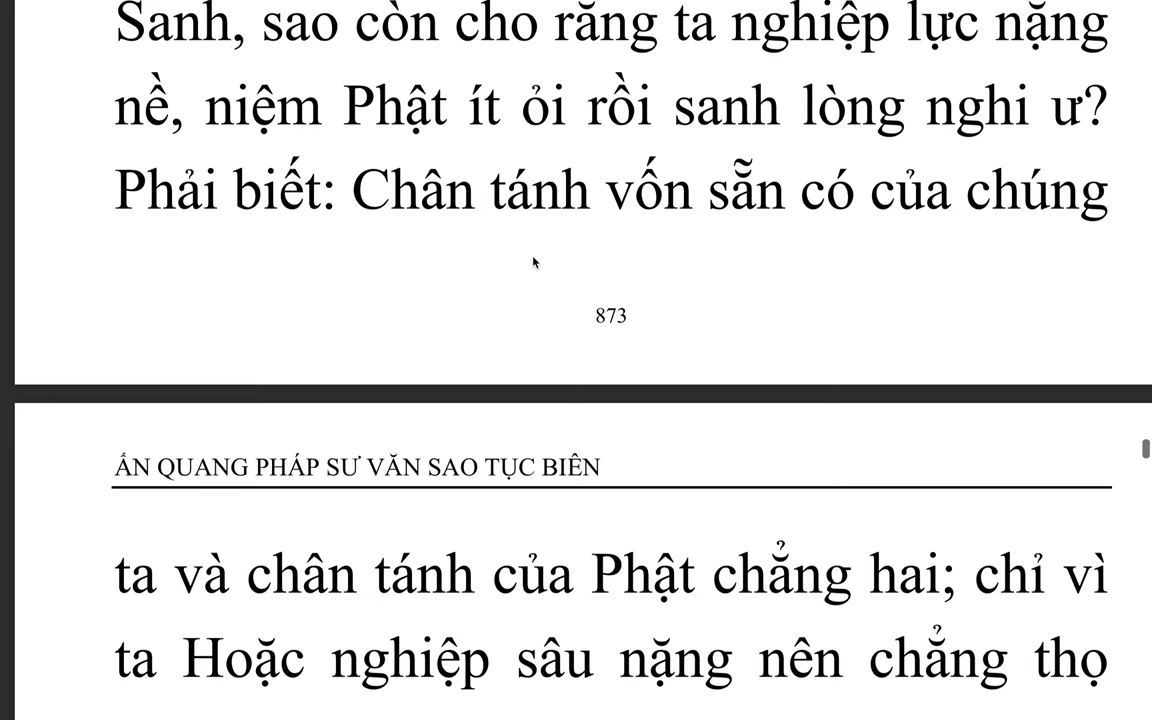 Sanh, sao còn cho rằng ta nghiệp lực nặng
nề, niệm Phật ít ỏi rồi sanh lòng nghi ư?
Phải biết: Chân tánh vốn sẵn có của chúng
873
ẤN QUANG PHÁP SƯ VĂN SAO TỤC BIÊN
ta và chân tánh của Phật chẳng hai; chỉ vì
ta Hoặc nghiệp sâu nặng nên chẳng thọ